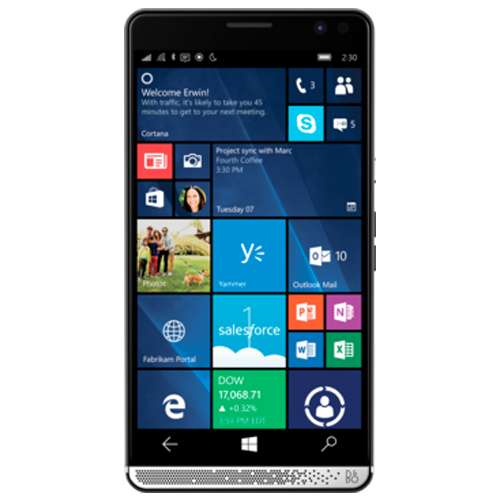 2:30
Welcome Erwin!
With traffic, it's likely to take you 45
minutes to get to your next meeting.
Cortana
3
5
Project sync with Marc
Fourth Coffee
3:30 PM
Tuesday 07
Photos
Yammer
10
Outlook Mail
salesforce
1
Fabrikam Portal
DOW
17,068.71
▲ +0.32%
3:59 PM EDT
B&O